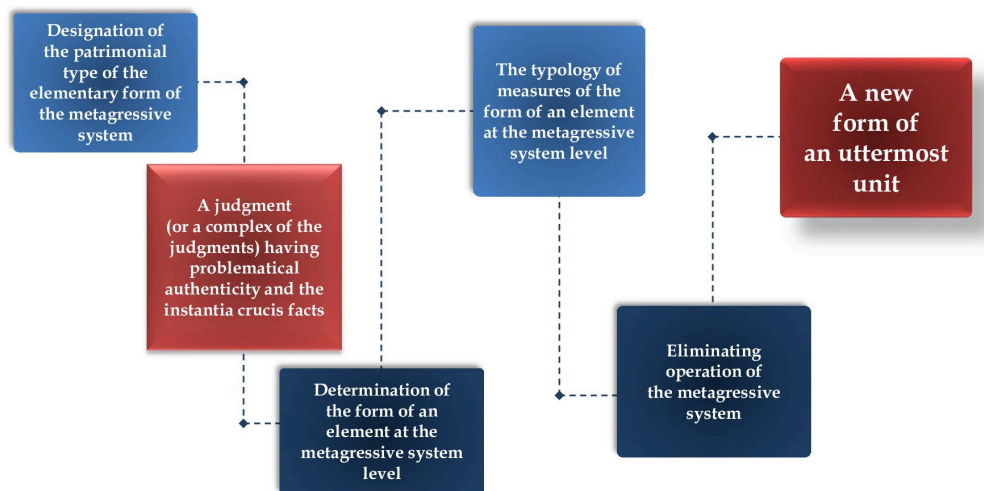 Designation of
the patrimonial
type of the
elementary form of
the metagressive
system
A judgment
(or a complex of the
judgments) having
problematical
authenticity and the
instantia crucis facts
Determination of
the form of an
element at the
metagressive system
level
The typology of
measures of the
form of an element
at the metagressive
system level
Eliminating
operation of
the metagressive
system
A new
form of
an uttermost
unit